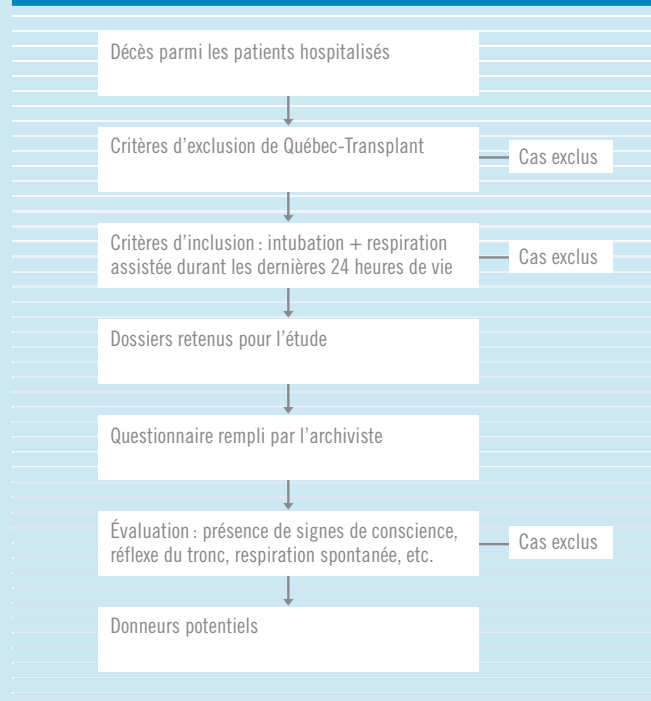 Décès parmi les patients hospitalisés
Critères d'exclusion de Québec-Transplant
Cas exclus
Critères d'inclusion : intubation + respiration
assistée durant les dernières 24 heures de vie
Cas exclus
Dossiers retenus pour l'étude
Questionnaire rempli par l'archiviste
Évaluation : présence de signes de conscience,
réflexe du tronc, respiration spontanée, etc.
Cas exclus
Donneurs potentiels